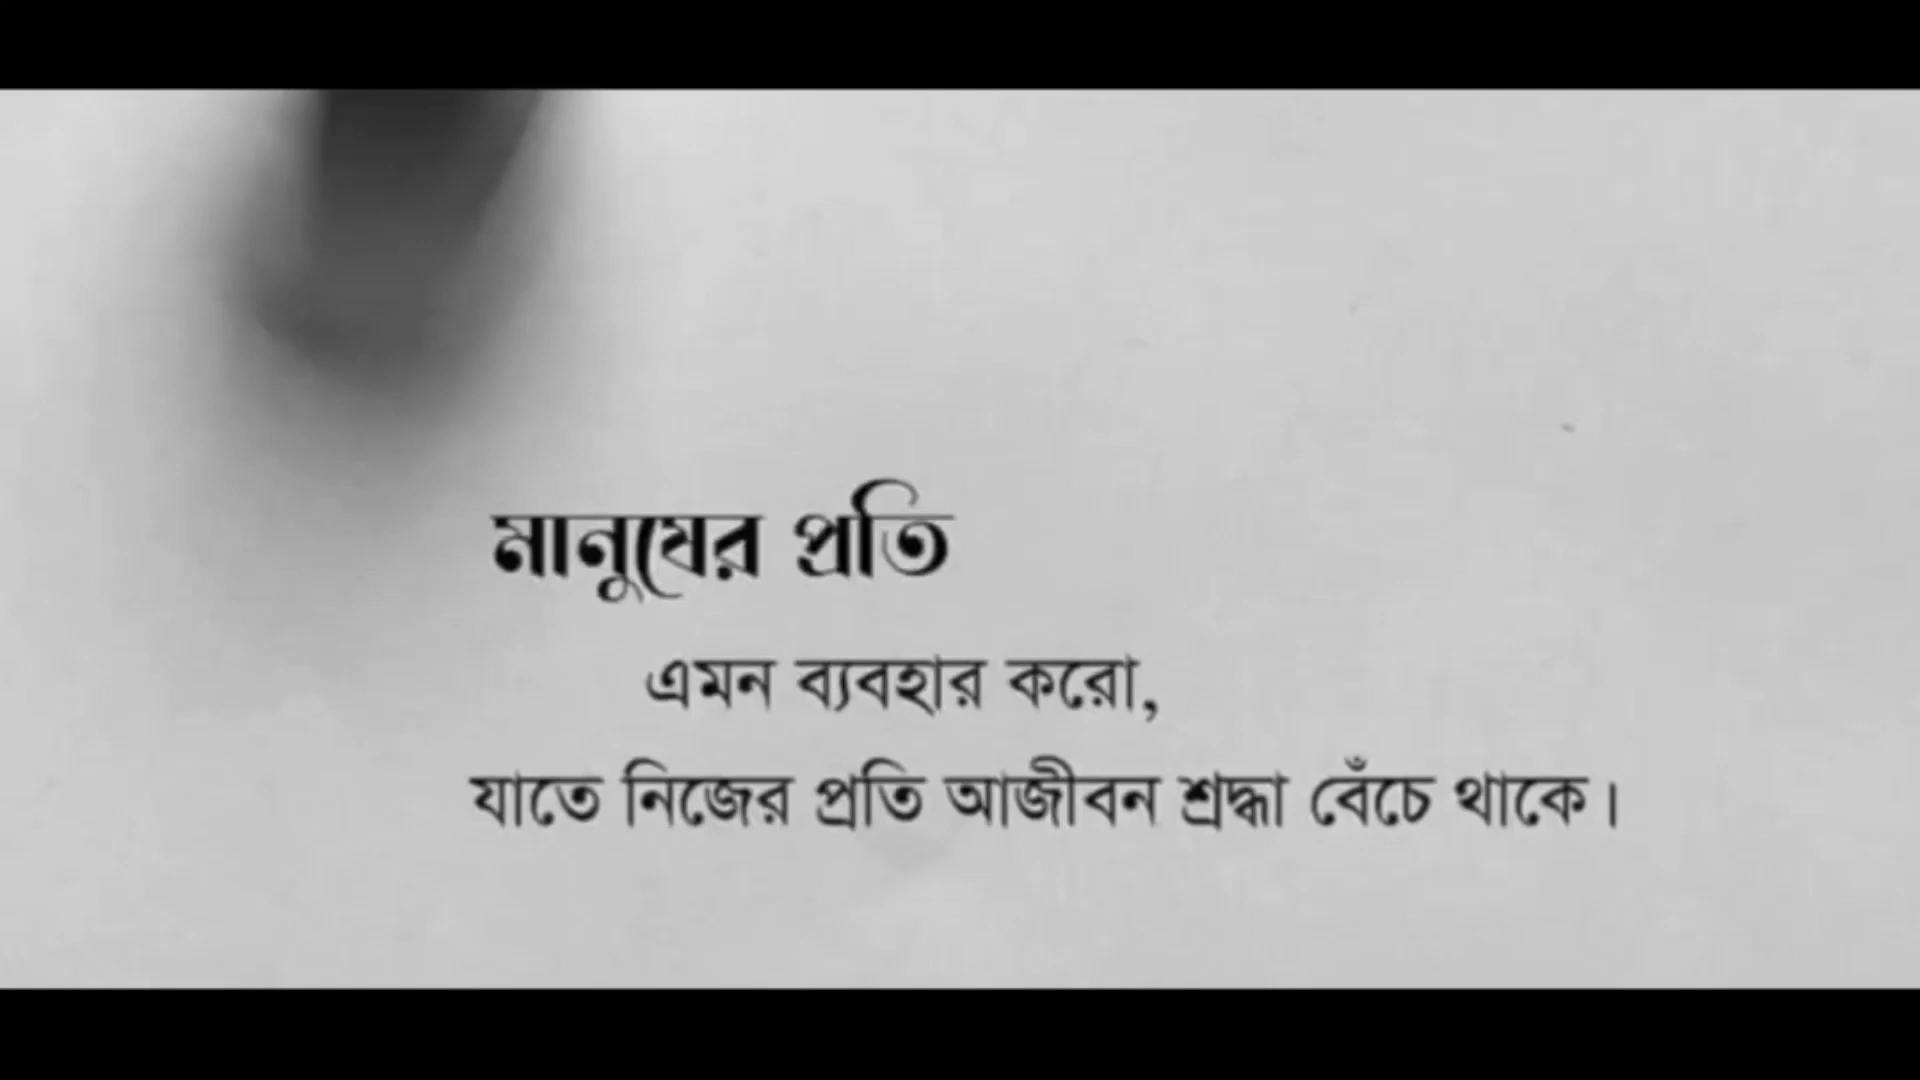 মানুষের প্রতি
এমন ব্যবহার করো,
যাতে নিজের প্রতি আজীবন শ্রদ্ধা বেঁচে থাকে।